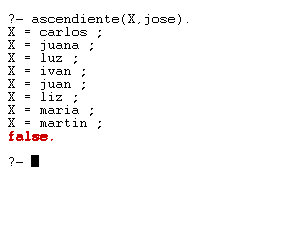 ?- ascendiente(X,jose).
X = carlos ;
X = juana ;
X = luz ;
X = ivan ;
X = juan ;
X = liz ;
X = maria ;
X = martin ;
false.
?-